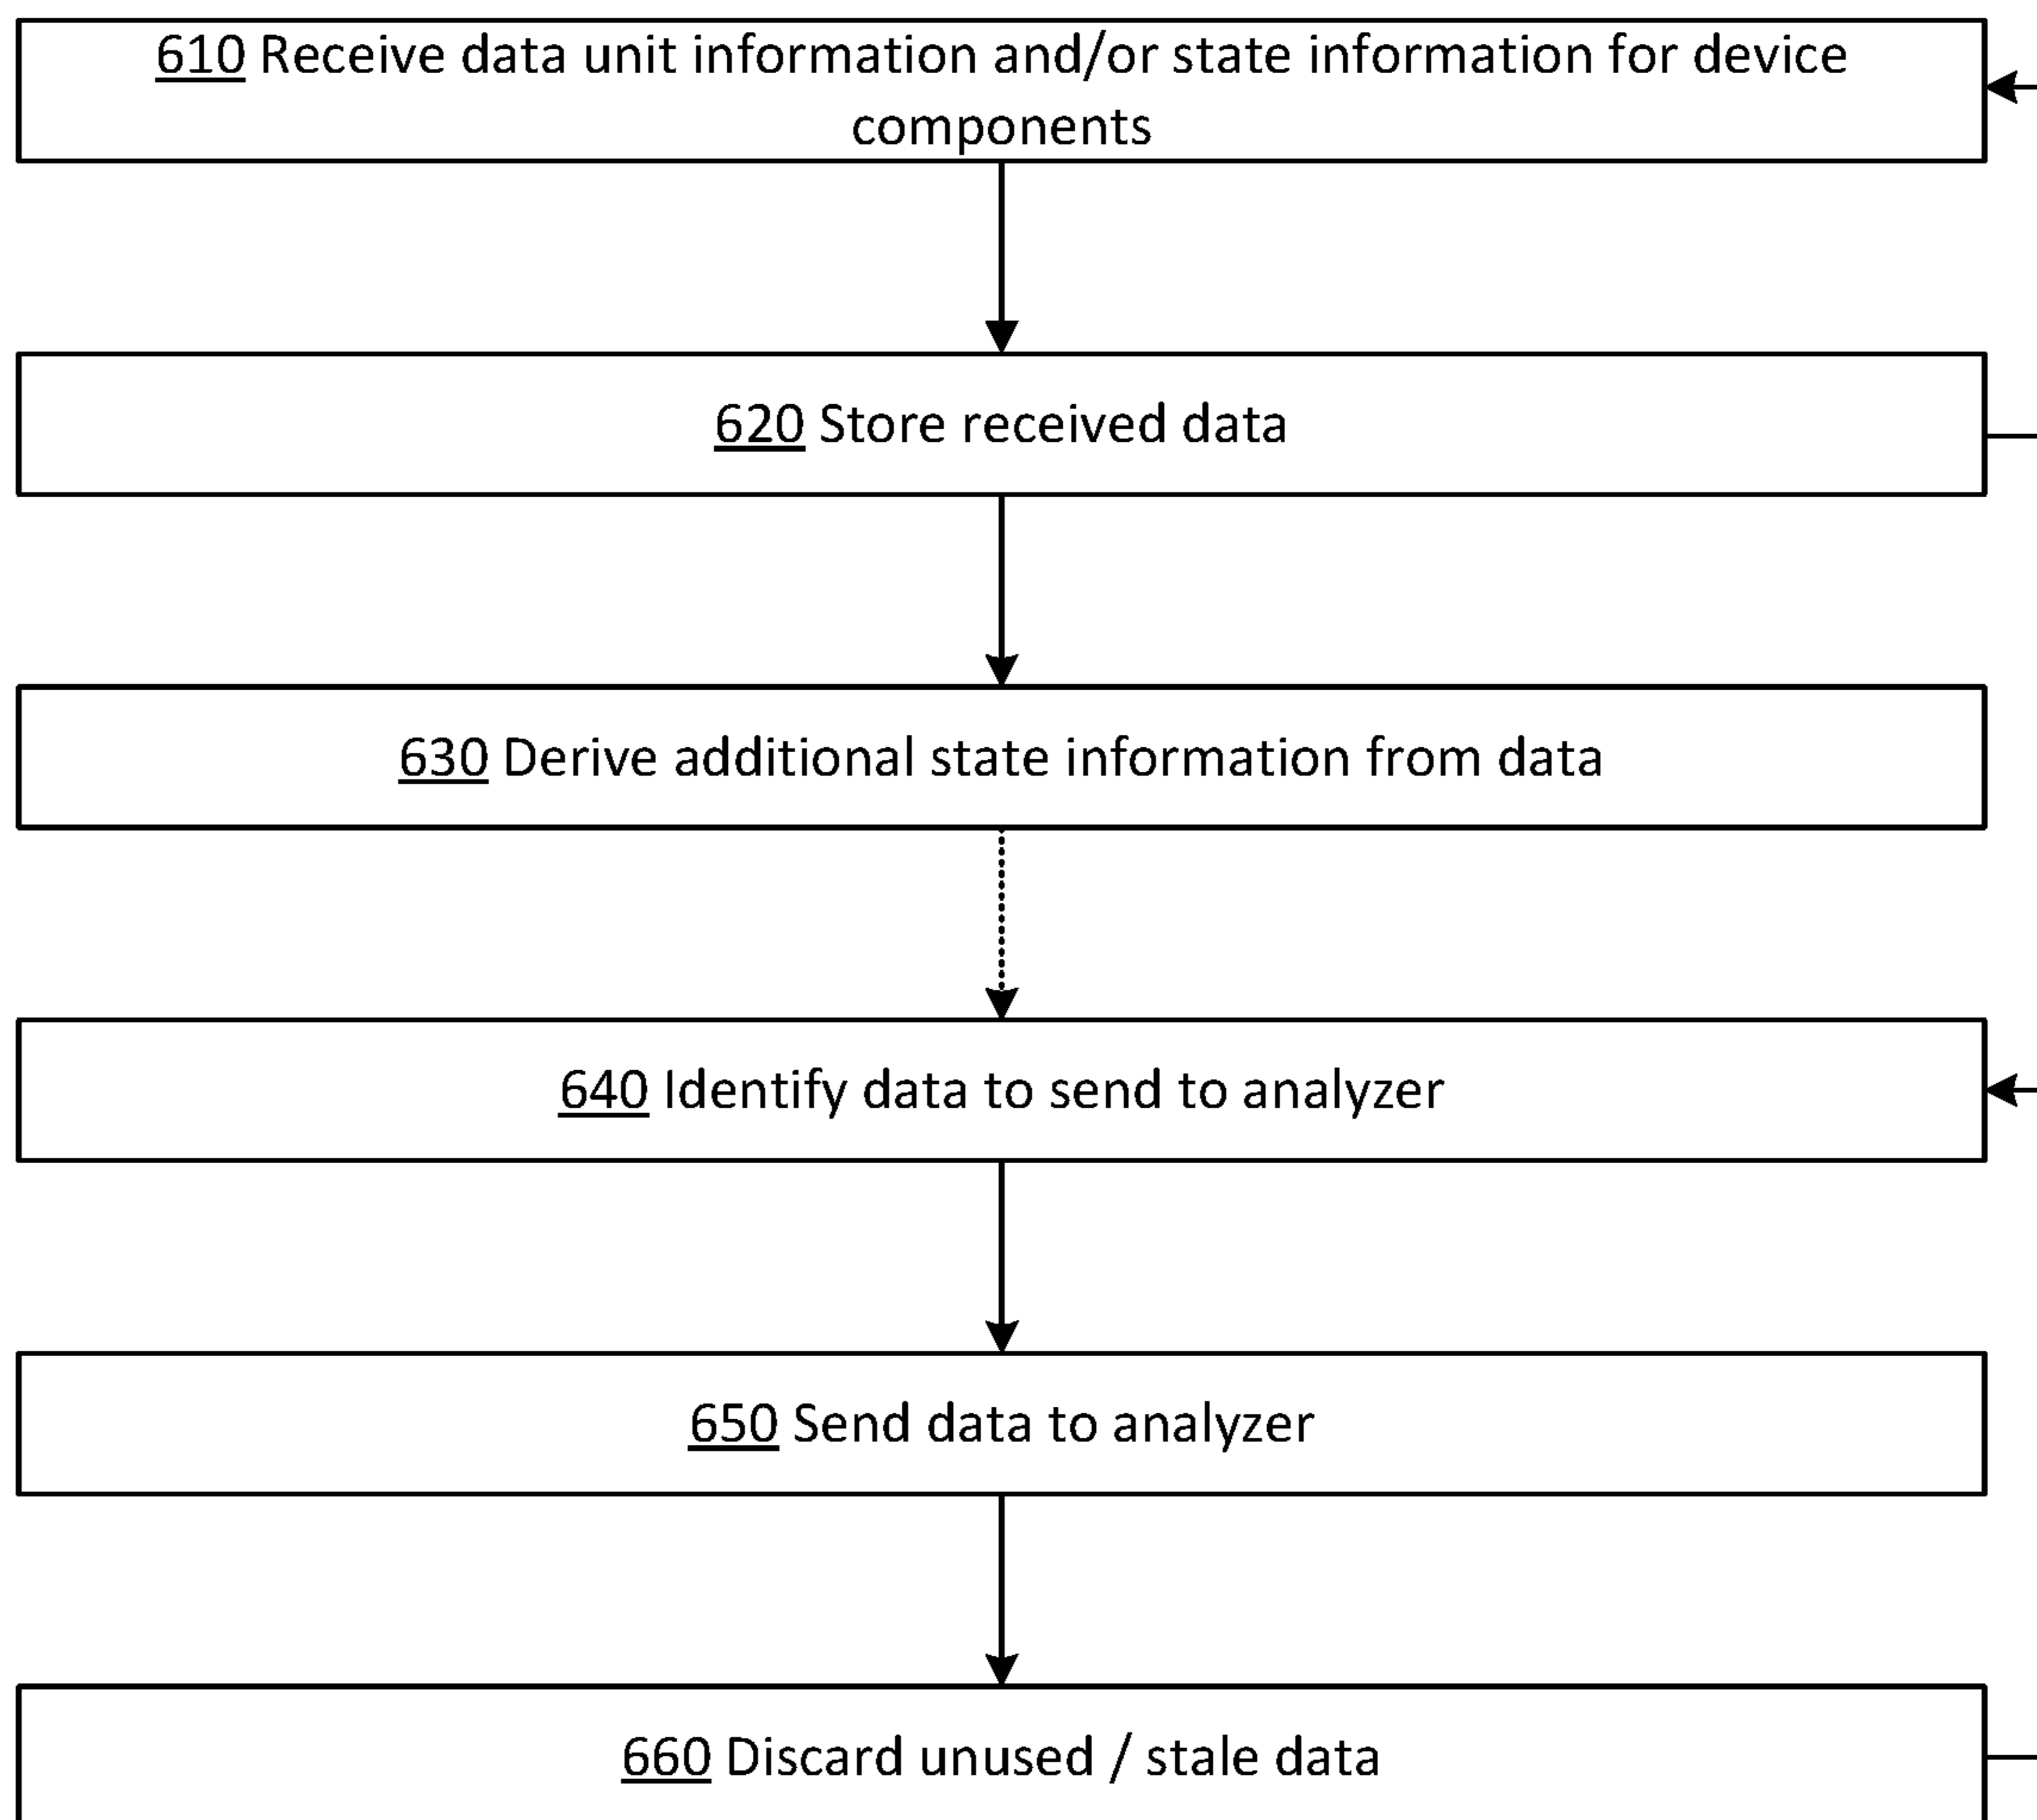 610 Receive data unit information and/or state information for device
components
620 Store received data
630 Derive additional state information from data
640 Identify data to send to analyzer
650 Send data to analyzer
660 Discard unused / stale data